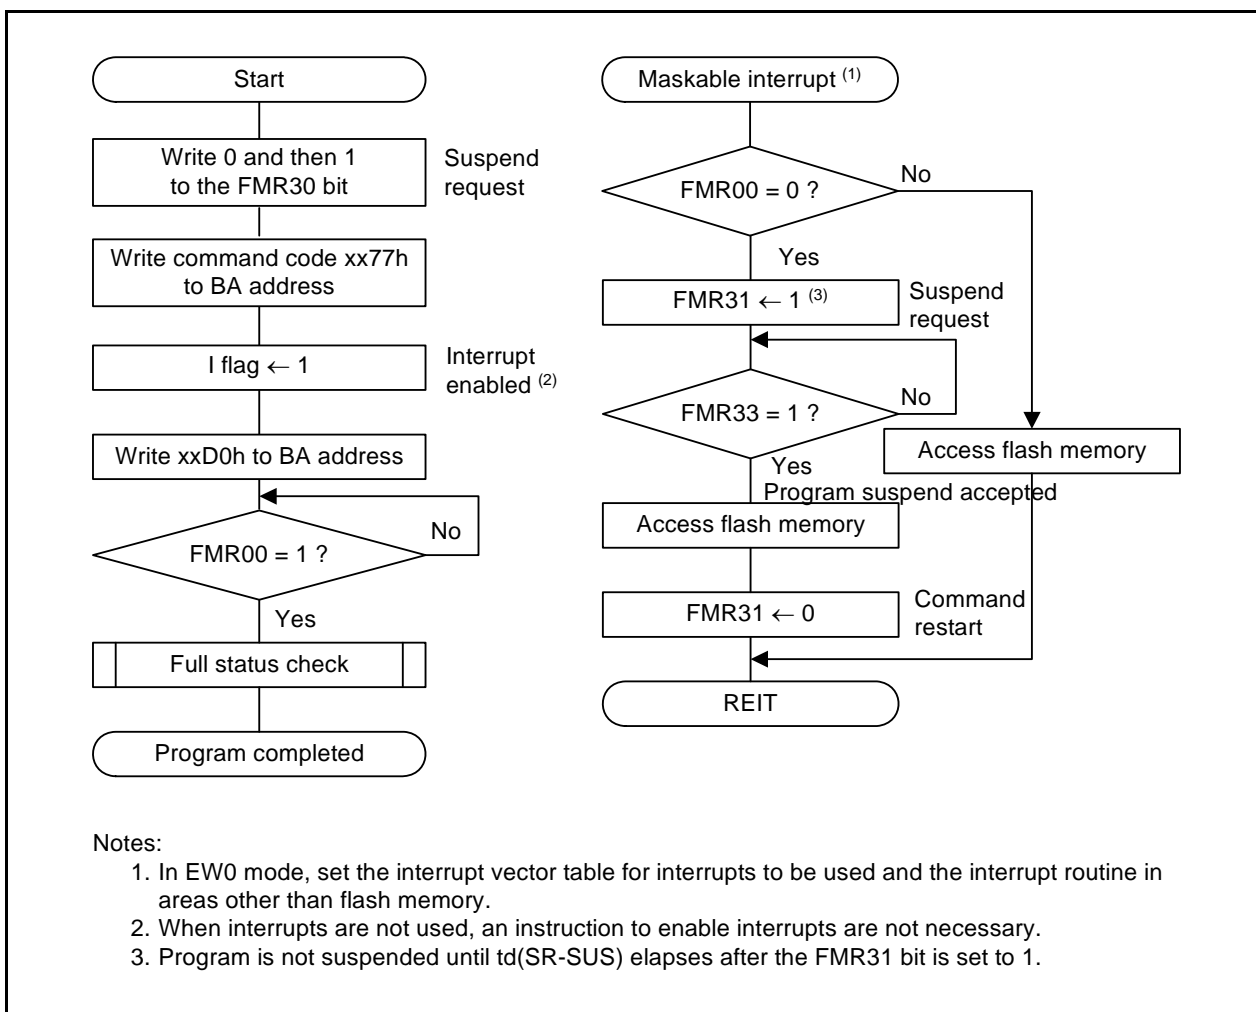 Start
Write 0 and then 1
to the FMR30 bit
Suspend
request
Write command code xx77h
to BA address
I flag ← 1
Interrupt
enabled (2)
Write xxD0h to BA address
FMR00 = 1 ?
No
Yes
Full status check
Program completed
Maskable interrupt (1)
FMR00 = 0 ?
No
Yes
FMR31 ← 1 (3)
Suspend
request
FMR33 = 1 ?
No
Yes
Program suspend accepted
Access flash memory
Access flash memory
FMR31 ← 0
Command
restart
REIT
Notes:
1. In EW0 mode, set the interrupt vector table for interrupts to be used and the interrupt routine in
areas other than flash memory.
2. When interrupts are not used, an instruction to enable interrupts are not necessary.
3. Program is not suspended until td(SR-SUS) elapses after the FMR31 bit is set to 1.